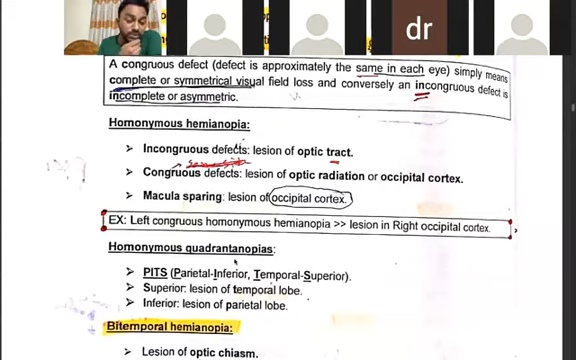 dr
A congruous defect (defect is approximately the same in each eye) simply means
complete or symmetrical visual field loss and conversely an incongruous defect is
incomplete or asymmetric.
Homonymous hemianopia:
➢ Incongruous defects: lesion of optic tract.
➢ Congruous defects: lesion of optic radiation or occipital cortex.
➢ Macula sparing: lesion of occipital cortex.
EX: Left congruous homonymous hemianopia >> lesion in Right occipital cortex.
Homonymous quadrantanopias:
➢ PITS (Parietal-Inferior, Temporal-Superior).
➢ Superior: lesion of temporal lobe.
➢ Inferior: lesion of parietal lobe.
Bitemporal hemianopia:
➢ Lesion of optic chiasm.